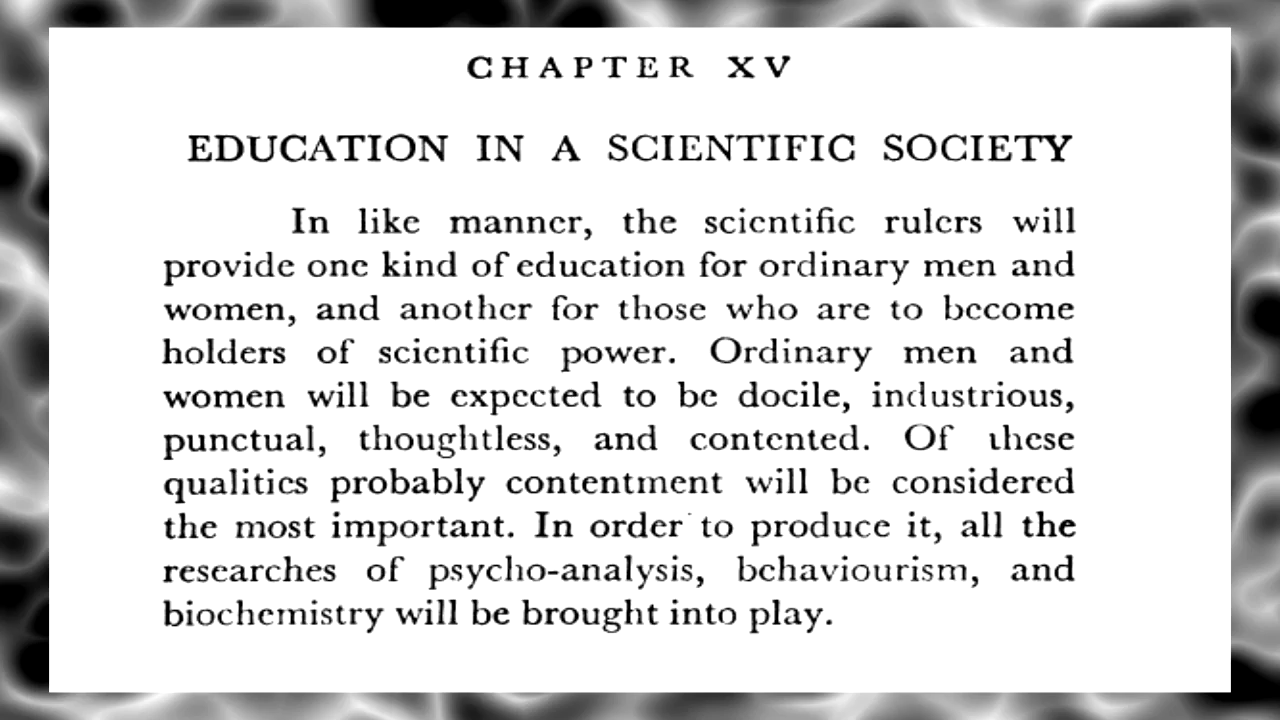 CHAPTER XV
EDUCATION IN A SCIENTIFIC SOCIETY
In like manner, the scientific rulers will
provide one kind of education for ordinary men and
women, and another for those who are to become
holders of scientific power. Ordinary men and
women will be expected to be docile, industrious,
punctual, thoughtless, and contented. Of these
qualities probably contentment will be considered
the most important. In order to produce it, all the
researches of psycho-analysis, behaviourism, and
biochemistry will be brought into play.